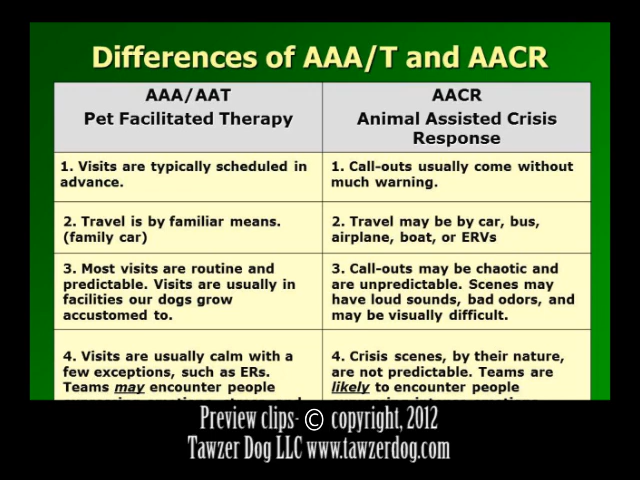 Differences of AAA/T and AACR
AAA/AAT
Pet Facilitated Therapy
AACR
Animal Assisted Crisis
Response
1. Visits are typically scheduled in
advance.
1. Call-outs usually come without
much warning.
2. Travel is by familiar means.
(family car)
2. Travel may be by car, bus,
airplane, boat, or ERVs
3. Most visits are routine and
predictable. Visits are usually in
facilities our dogs grow
accustomed to.
3. Call-outs may be chaotic and
are unpredictable. Scenes may
have loud sounds, bad odors, and
may be visually difficult.
4. Visits are usually calm with a
few exceptions, such as ERs.
Teams may encounter people
4. Crisis scenes, by their nature,
are not predictable. Teams are
likely to encounter people
Preview clips- © copyright, 2012
Tawzer Dog LLC www.tawzerdog.com